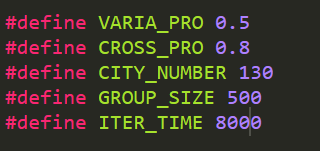 #define VARIA_PRO 0.5
#define CROSS_PRO 0.8
#define CITY_NUMBER 130
#define GROUP_SIZE 500
#define ITER_TIME 8000